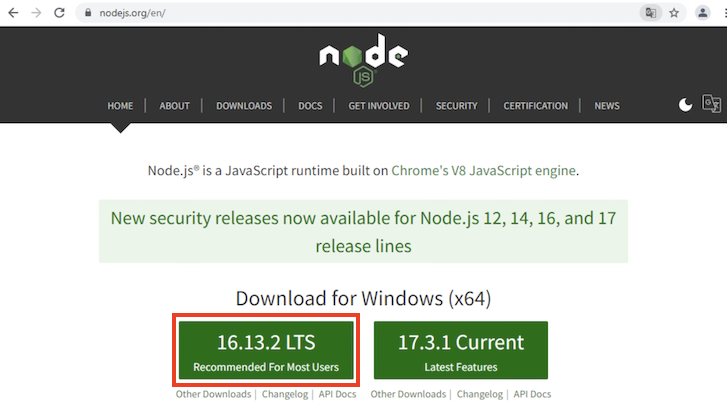 nodejs.org/en/
node
JS
HOME | ABOUT | DOWNLOADS | DOCS | GET INVOLVED | SECURITY | CERTIFICATION | NEWS
Node.js® is a JavaScript runtime built on Chrome's V8 JavaScript engine.
New security releases now available for Node.js 12, 14, 16, and 17
release lines
Download for Windows (x64)
16.13.2 LTS
Recommended For Most Users
17.3.1 Current
Latest Features
Other Downloads | Changelog | API Docs
Other Downloads | Changelog | API Docs